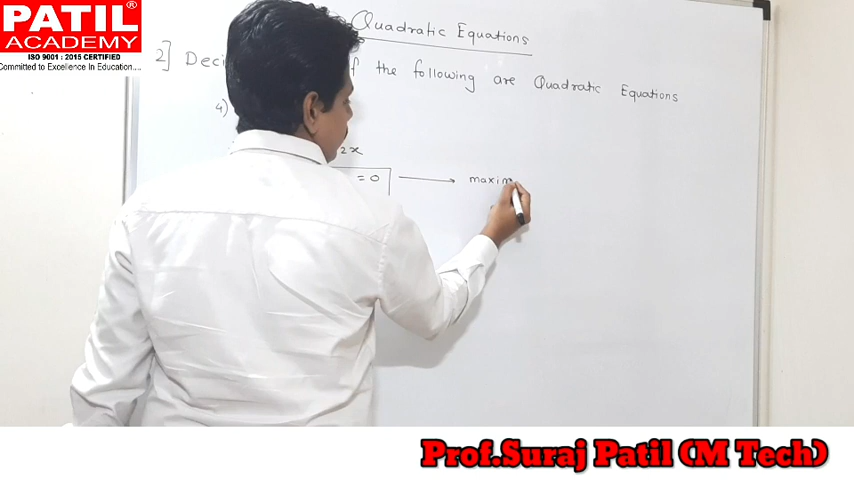 PATIL
ACADEMY
ISO 9001 : 2015 CERTIFIED
Committed to Excellence In Education....
Quadratic Equations
2] Deci f the following are Quadratic Equations
4)
2x
= 0 → maxim
Prof.Suraj Patil (M Tech)